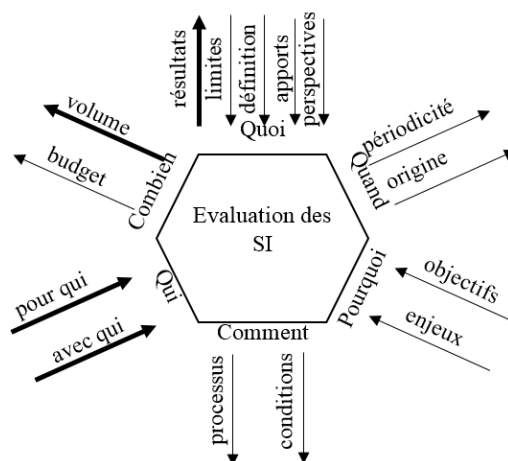 résultats
limites
définition
apports
perspectives
Quoi
volume
budget
Combien
Quand
périodicité
origine
Evaluation des
SI
pour qui
avec qui
Qui
Pourquoi
objectifs
enjeux
Comment
processus
conditions